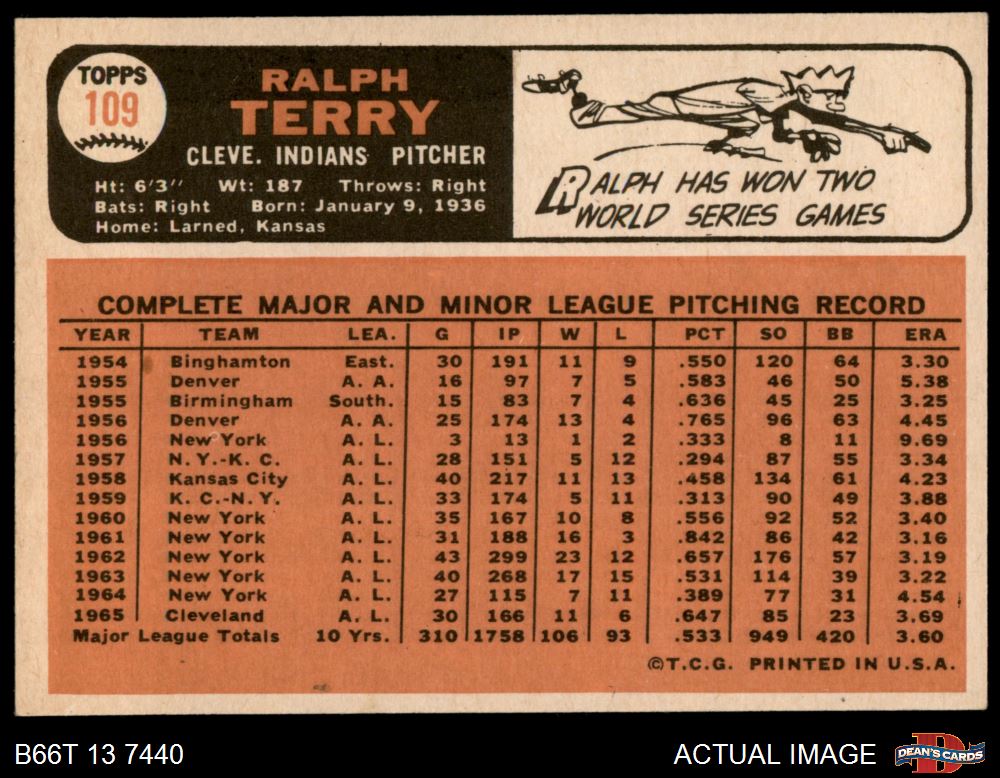 TOPPS
109
RALPH
TERRY
CLEVE. INDIANS PITCHER
Ht: 6'3" Wt: 187 Throws: Right
Bats: Right Born: January 9, 1936
Home: Larned, Kansas
RALPH HAS WON TWO
WORLD SERIES GAMES
COMPLETE MAJOR AND MINOR LEAGUE PITCHING RECORD
YEAR TEAM LEA. G IP W L PCT SO BB ERA
1954 Binghamton East. 30 191 11 9 .550 120 64 3.30
1955 Denver A. A. 16 97 7 5 .583 46 50 5.38
1955 Birmingham South. 15 83 7 4 .636 45 25 3.25
1956 Denver A. A. 25 174 13 4 .765 96 63 4.45
1956 New York A. L. 3 13 1 2 .333 8 11 9.69
1957 N. Y.-K. C. A. L. 28 151 5 12 .294 87 55 3.34
1958 Kansas City A. L. 40 217 11 13 .458 134 61 4.23
1959 K. C.-N. Y. A. L. 33 174 5 11 .313 90 49 3.88
1960 New York A. L. 35 167 10 8 .556 92 52 3.40
1961 New York A. L. 31 188 16 3 .842 86 42 3.16
1962 New York A. L. 43 299 23 12 .657 176 57 3.19
1963 New York A. L. 40 268 17 15 .531 114 39 3.22
1964 New York A. L. 27 115 7 11 .389 77 31 4.54
1965 Cleveland A. L. 30 166 11 6 .647 85 23 3.69
Major League Totals 10 Yrs. 310 1758 106 93 .533 949 420 3.60
©T.C.G. PRINTED IN U.S.A.
B66T 13 7440 ACTUAL IMAGE DEAN'S CARDS